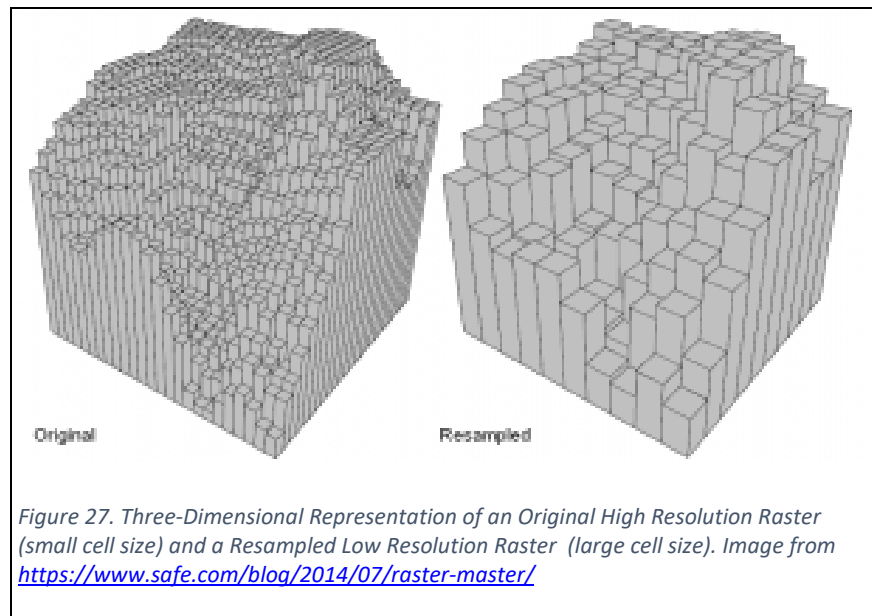 Original
Resampled
Figure 27. Three-Dimensional Representation of an Original High Resolution Raster
(small cell size) and a Resampled Low Resolution Raster (large cell size). Image from
https://www.safe.com/blog/2014/07/raster-master/